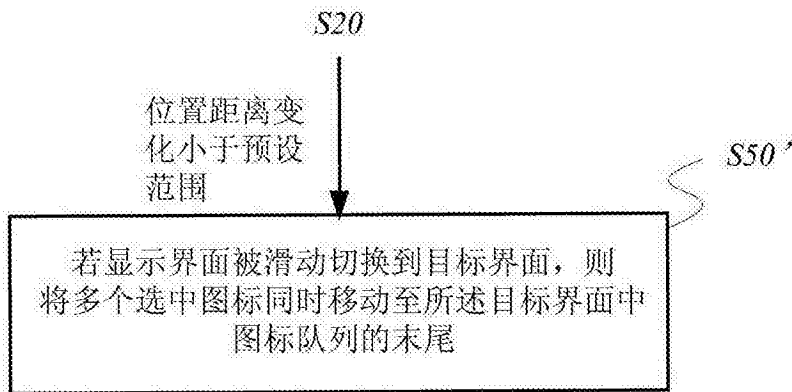 S20
位置距离变
化小于预设
范围
S50’
若显示界面被滑动切换到目标界面，则
将多个选中图标同时移动至所述目标界面中
图标队列的末尾